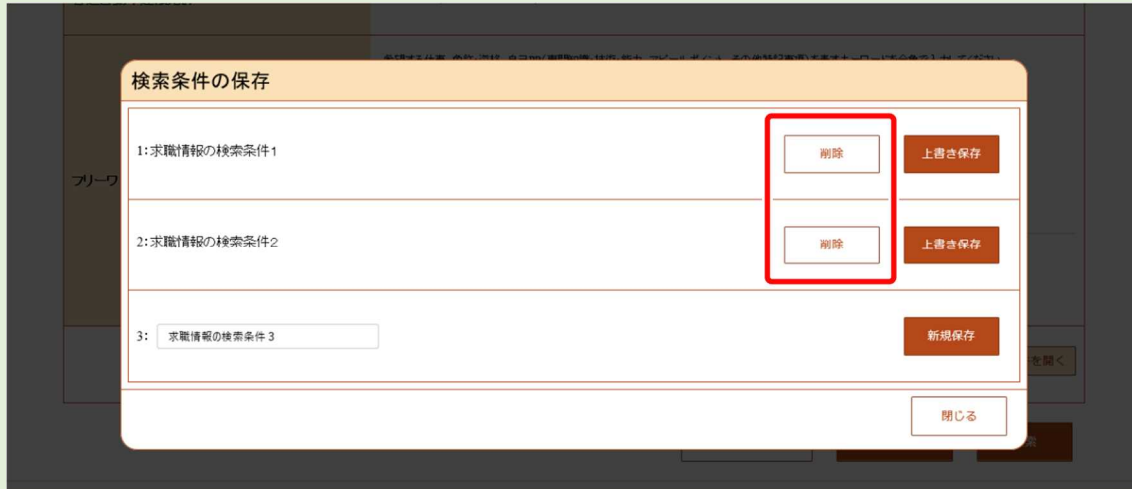 検索条件の保存
1:求職情報の検索条件1
削除
上書き保存
2:求職情報の検索条件2
削除
上書き保存
3:
求職情報の検索条件３
新規保存
閉じる
フリーワ
を開く